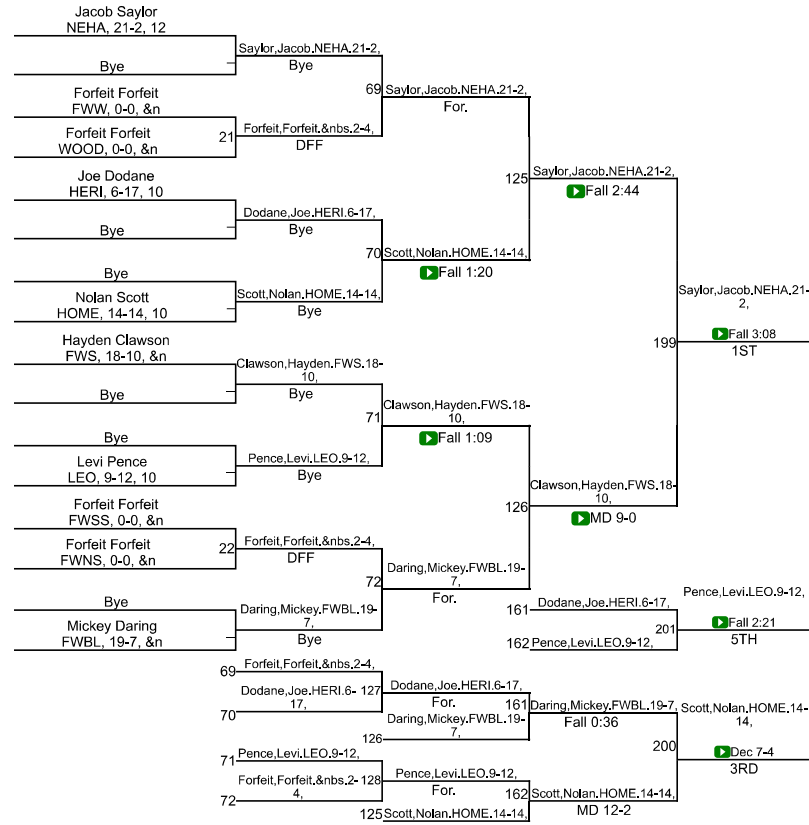 Jacob Saylor
NEHA, 21-2, 12
Saylor,Jacob.NEHA.21-2,
Bye
Bye
69
Saylor,Jacob.NEHA.21-2,
For.
Forfeit Forfeit
FWW, 0-0, &n
21
Forfeit,Forfeit.&nbs.2-4,
DFF
Forfeit Forfeit
WOOD, 0-0, &n
125
Saylor,Jacob.NEHA.21-2,
Fall 2:44
Joe Dodane
HERI, 6-17, 10
Dodane,Joe.HERI.6-17,
Bye
Bye
70
Scott,Nolan.HOME.14-14,
Fall 1:20
Bye
Scott,Nolan.HOME.14-14,
Bye
Nolan Scott
HOME, 14-14, 10
199
Saylor,Jacob.NEHA.21-
2,
Fall 3:08
1ST
Hayden Clawson
FWS, 18-10, &n
Clawson,Hayden.FWS.18-
10,
Bye
Bye
71
Clawson,Hayden.FWS.18-
10,
Fall 1:09
Bye
Pence,Levi.LEO.9-12,
Bye
Levi Pence
LEO, 9-12, 10
126
Clawson,Hayden.FWS.18-
10,
MD 9-0
Forfeit Forfeit
FWSS, 0-0, &n
22
Forfeit,Forfeit.&nbs.2-4,
DFF
Forfeit Forfeit
FWNS, 0-0, &n
72
Daring,Mickey.FWBL.19-
7,
For.
Bye
Daring,Mickey.FWBL.19-
7,
Bye
Mickey Daring
FWBL, 19-7, &n
161
Dodane,Joe.HERI.6-17,
201
Pence,Levi.LEO.9-12,
Fall 2:21
5TH
162
Pence,Levi.LEO.9-12,
69
Forfeit,Forfeit.&nbs.2-4,
127
Dodane,Joe.HERI.6-17,
For.
70
Dodane,Joe.HERI.6-
17,
161
Daring,Mickey.FWBL.19-7,
Fall 0:36
126
Daring,Mickey.FWBL.19-
7,
200
Scott,Nolan.HOME.14-
14,
Dec 7-4
3RD
71
Pence,Levi.LEO.9-12,
128
Pence,Levi.LEO.9-12,
For.
72
Forfeit,Forfeit.&nbs.2-
4,
162
Scott,Nolan.HOME.14-14,
MD 12-2
125
Scott,Nolan.HOME.14-14,